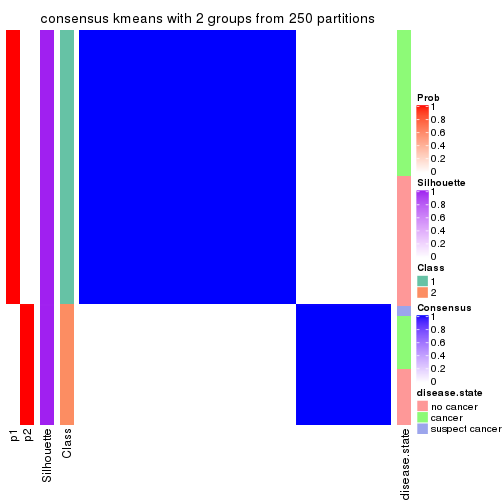 consensus kmeans with 2 groups from 250 partitions
Prob
1
0.8
0.6
0.4
0.2
0
Silhouette
1
0.8
0.6
0.4
0.2
0
Class
1
2
Consensus
1
0.8
0.6
0.4
0.2
0
disease.state
no cancer
cancer
suspect cancer
p1
p2
Silhouette
Class
disease.state